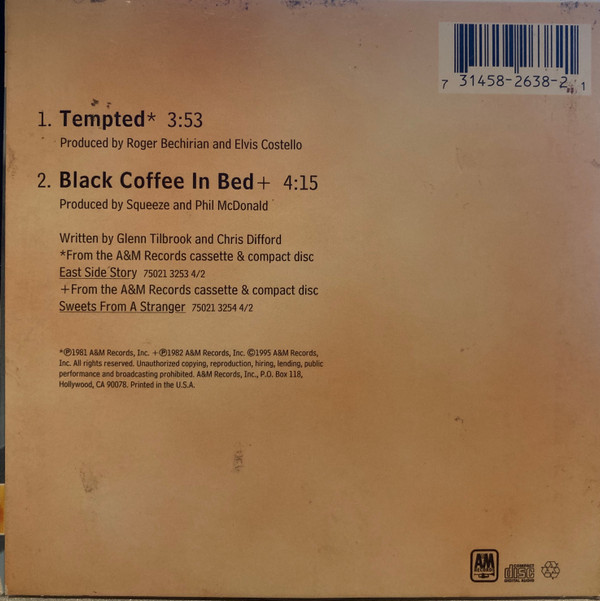 7 31458-2638-2 1
1. Tempted* 3:53
Produced by Roger Bechirian and Elvis Costello
2. Black Coffee In Bed+ 4:15
Produced by Squeeze and Phil McDonald
Written by Glenn Tilbrook and Chris Difford
*From the A&M Records cassette & compact disc
East Side Story 75021 3253 4/2
+From the A&M Records cassette & compact disc
Sweets From A Stranger 75021 3254 4/2
*℗1981 A&M Records, Inc. +℗1982 A&M Records, Inc. ©1995 A&M Records,
Inc. All rights reserved. Unauthorized copying, reproduction, hiring, lending, public
performance and broadcasting prohibited. A&M Records, Inc., P.O. Box 118,
Hollywood, CA 90078. Printed in the U.S.A.
A&M
COMPACT
disc
DIGITAL AUDIO